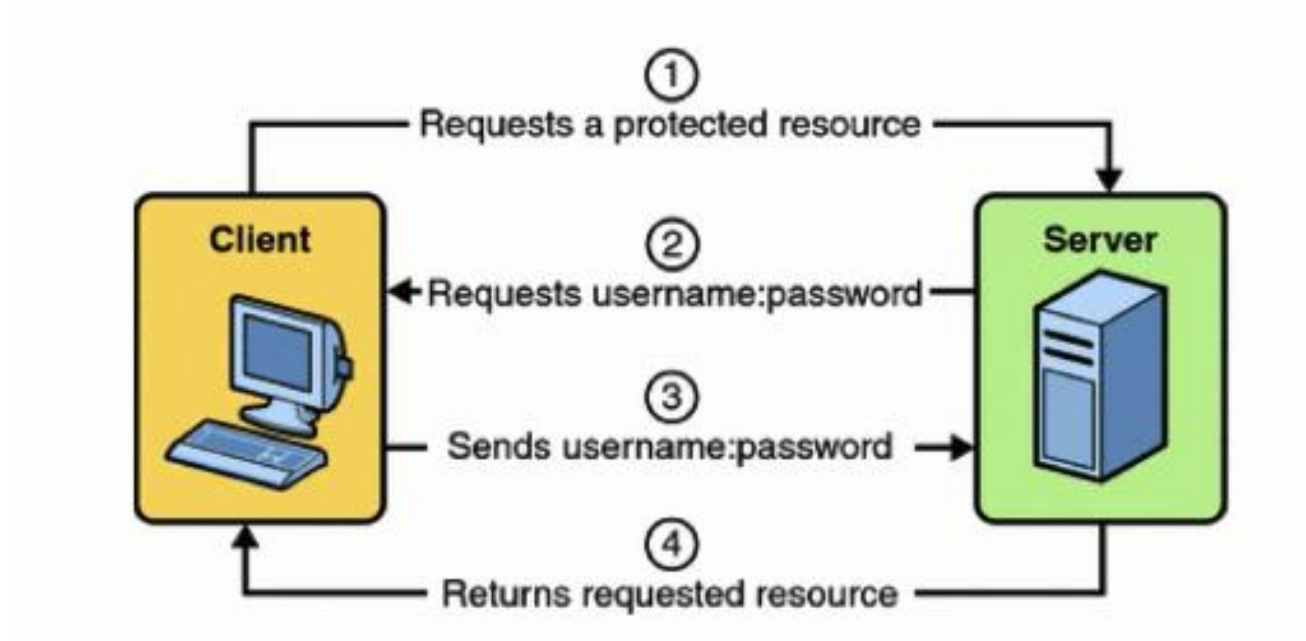 1
Requests a protected resource
Client
Server
2
Requests username:password
3
Sends username:password
4
Returns requested resource